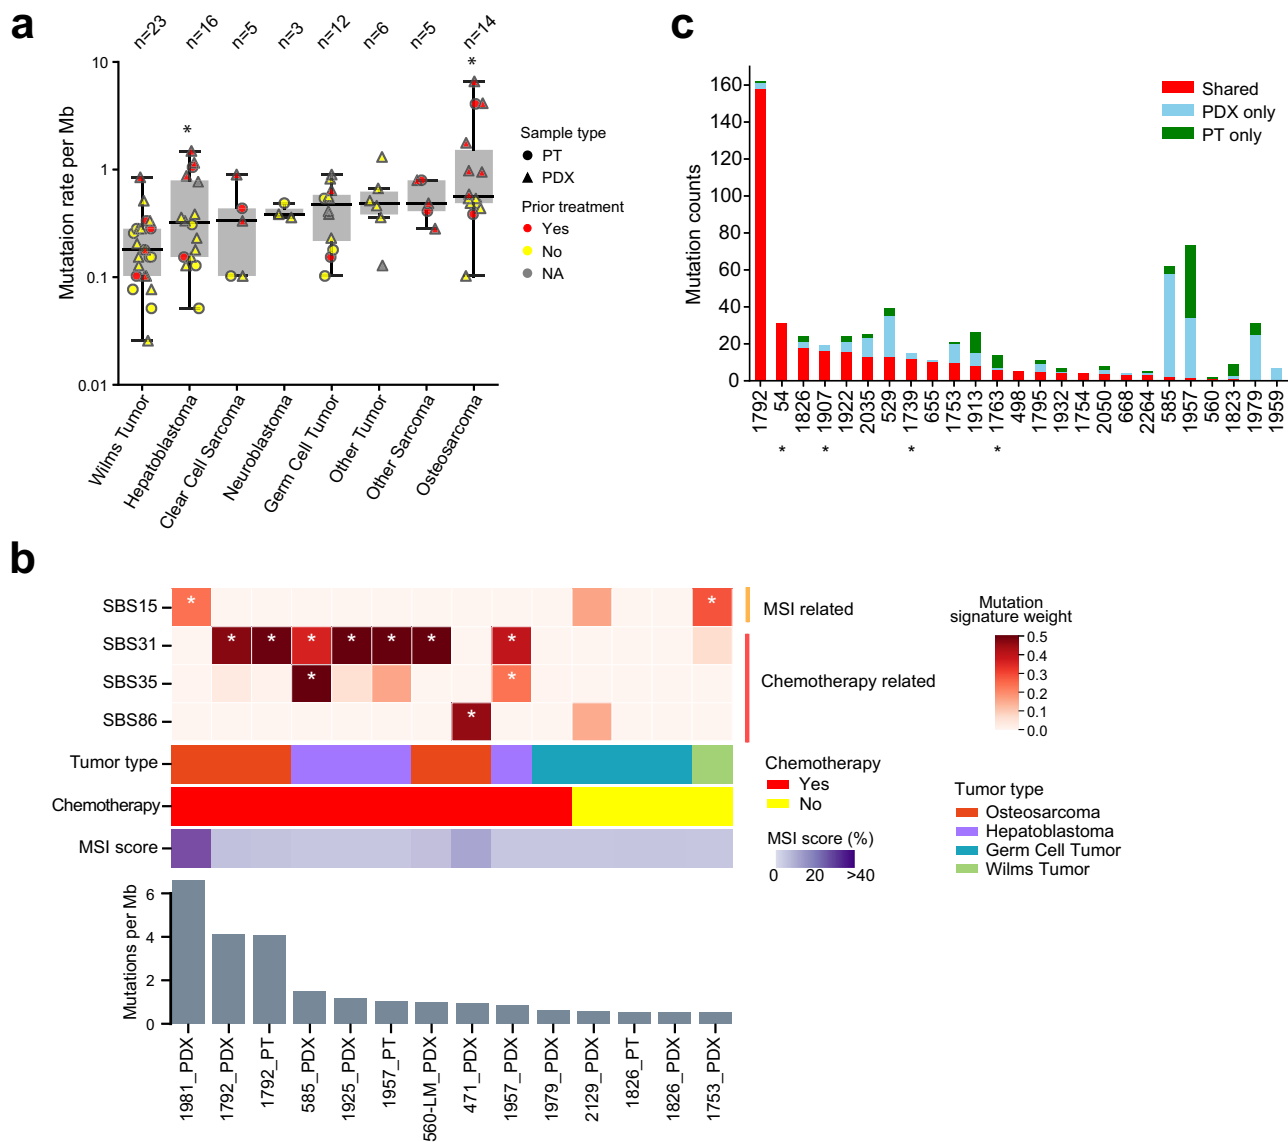 a
n=23
n=16
n=5
n=3
n=12
n=6
n=5
n=14
*
*
10
1
0.1
0.01
Mutataion rate per Mb
Wilms Tumor
Hepatoblastoma
Clear Cell Sarcoma
Neuroblastoma
Germ Cell Tumor
Other Tumor
Other Sarcoma
Osteosarcoma
Sample type
PT
PDX
Prior treatment
Yes
No
NA
c
160
140
120
100
80
60
40
20
0
Mutation counts
Shared
PDX only
PT only
1792
54
1826
1907
1922
2035
529
1739
655
1753
1913
1763
498
1795
1932
1754
2050
668
2264
585
1957
560
1823
1979
1959
* * * *
b
SBS15
SBS31
SBS35
SBS86
* *
* * * * * * *
* *
*
MSI related
Chemotherapy related
Mutation
signature weight
0.5
0.4
0.3
0.2
0.1
0.0
Tumor type
Chemotherapy
MSI score
Chemotherapy
Yes
No
MSI score (%)
0 20 >40
Tumor type
Osteosarcoma
Hepatoblastoma
Germ Cell Tumor
Wilms Tumor
Mutations per Mb
6
4
2
0
1981_PDX
1792_PDX
1792_PT
585_PDX
1925_PDX
1957_PT
560-LM_PDX
471_PDX
1957_PDX
1979_PDX
2129_PDX
1826_PT
1826_PDX
1753_PDX